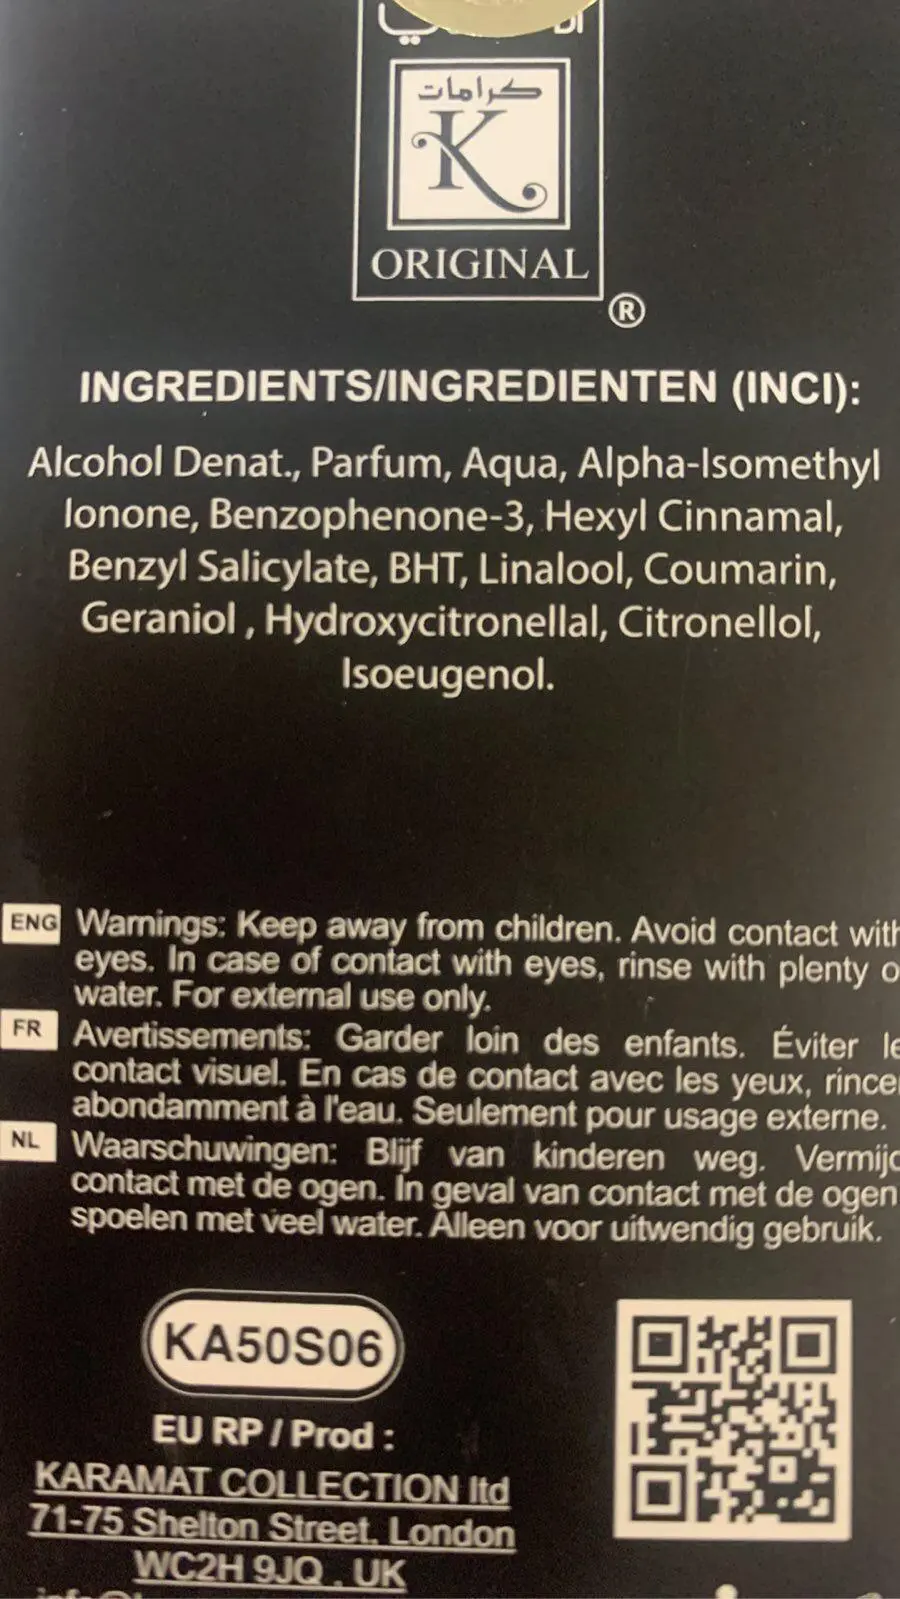 كرامات
K
ORIGINAL
®
INGREDIENTS/INGREDIENTEN (INCI):
Alcohol Denat., Parfum, Aqua, Alpha-Isomethyl
Ionone, Benzophenone-3, Hexyl Cinnamal,
Benzyl Salicylate, BHT, Linalool, Coumarin,
Geraniol , Hydroxycitronellal, Citronellol,
Isoeugenol.
ENG Warnings: Keep away from children. Avoid contact with
eyes. In case of contact with eyes, rinse with plenty o
water. For external use only.
FR Avertissements: Garder loin des enfants. Éviter le
contact visuel. En cas de contact avec les yeux, rincer
abondamment à l'eau. Seulement pour usage externe.
NL Waarschuwingen: Blijf van kinderen weg. Vermijd
contact met de ogen. In geval van contact met de ogen
spoelen met veel water. Alleen voor uitwendig gebruik.
KA50S06
EU RP / Prod :
KARAMAT COLLECTION ltd
71-75 Shelton Street, London
WC2H 9JQ . UK